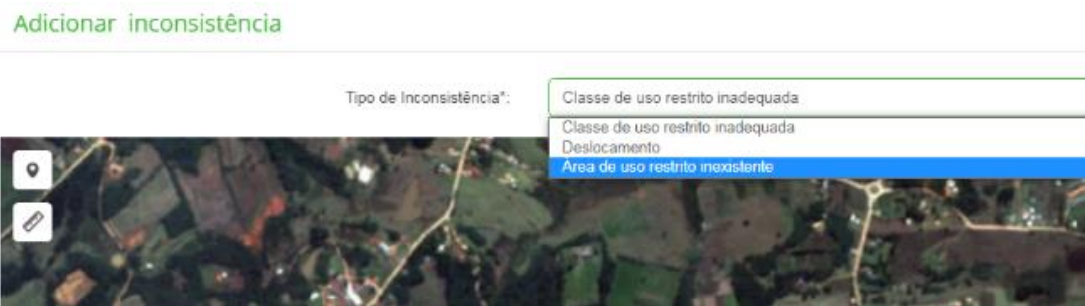 Adicionar inconsistência
Tipo de Inconsistência*: Classe de uso restrito inadequada
Classe de uso restrito inadequada
Deslocamento
Área de uso restrito inexistente